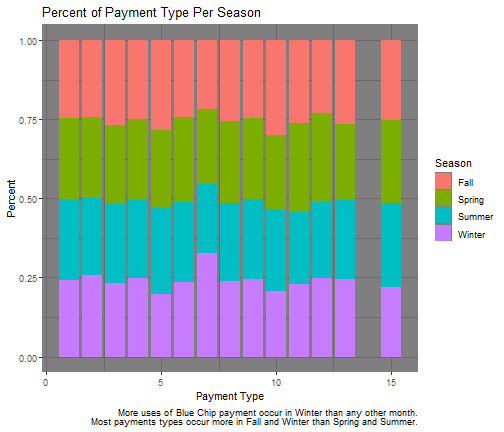 Percent of Payment Type Per Season
1.00
0.75
0.50
0.25
0.00
Percent
0
5
10
15
Payment Type
Season
Fall
Spring
Summer
Winter
More uses of Blue Chip payment occur in Winter than any other month.
Most payments types occur more in Fall and Winter than Spring and Summer.